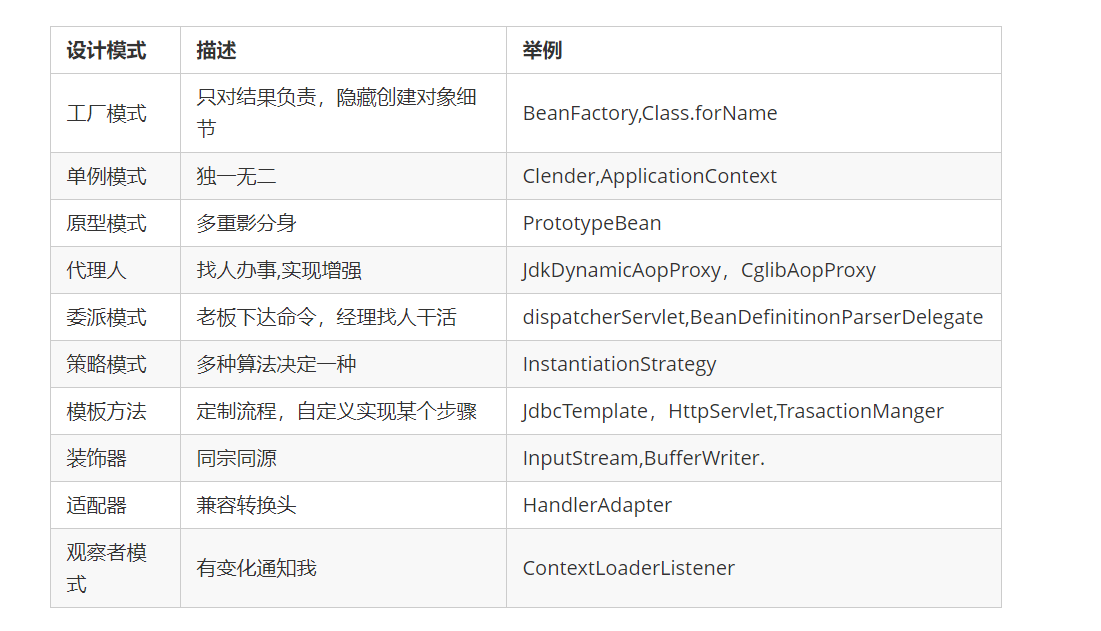 设计模式 描述 举例
工厂模式 只对结果负责，隐藏创建对象细
节 BeanFactory,Class.forName
单例模式 独一无二 Clender,ApplicationContext
原型模式 多重影分身 PrototypeBean
代理人 找人办事,实现增强 JdkDynamicAopProxy，CglibAopProxy
委派模式 老板下达命令，经理找人干活 dispatcherServlet,BeanDefinitinonParserDelegate
策略模式 多种算法决定一种 InstantiationStrategy
模板方法 定制流程，自定义实现某个步骤 JdbcTemplate，HttpServlet,TrasactionManger
装饰器 同宗同源 InputStream,BufferWriter.
适配器 兼容转换头 HandlerAdapter
观察者模
式 有变化通知我 ContextLoaderListener